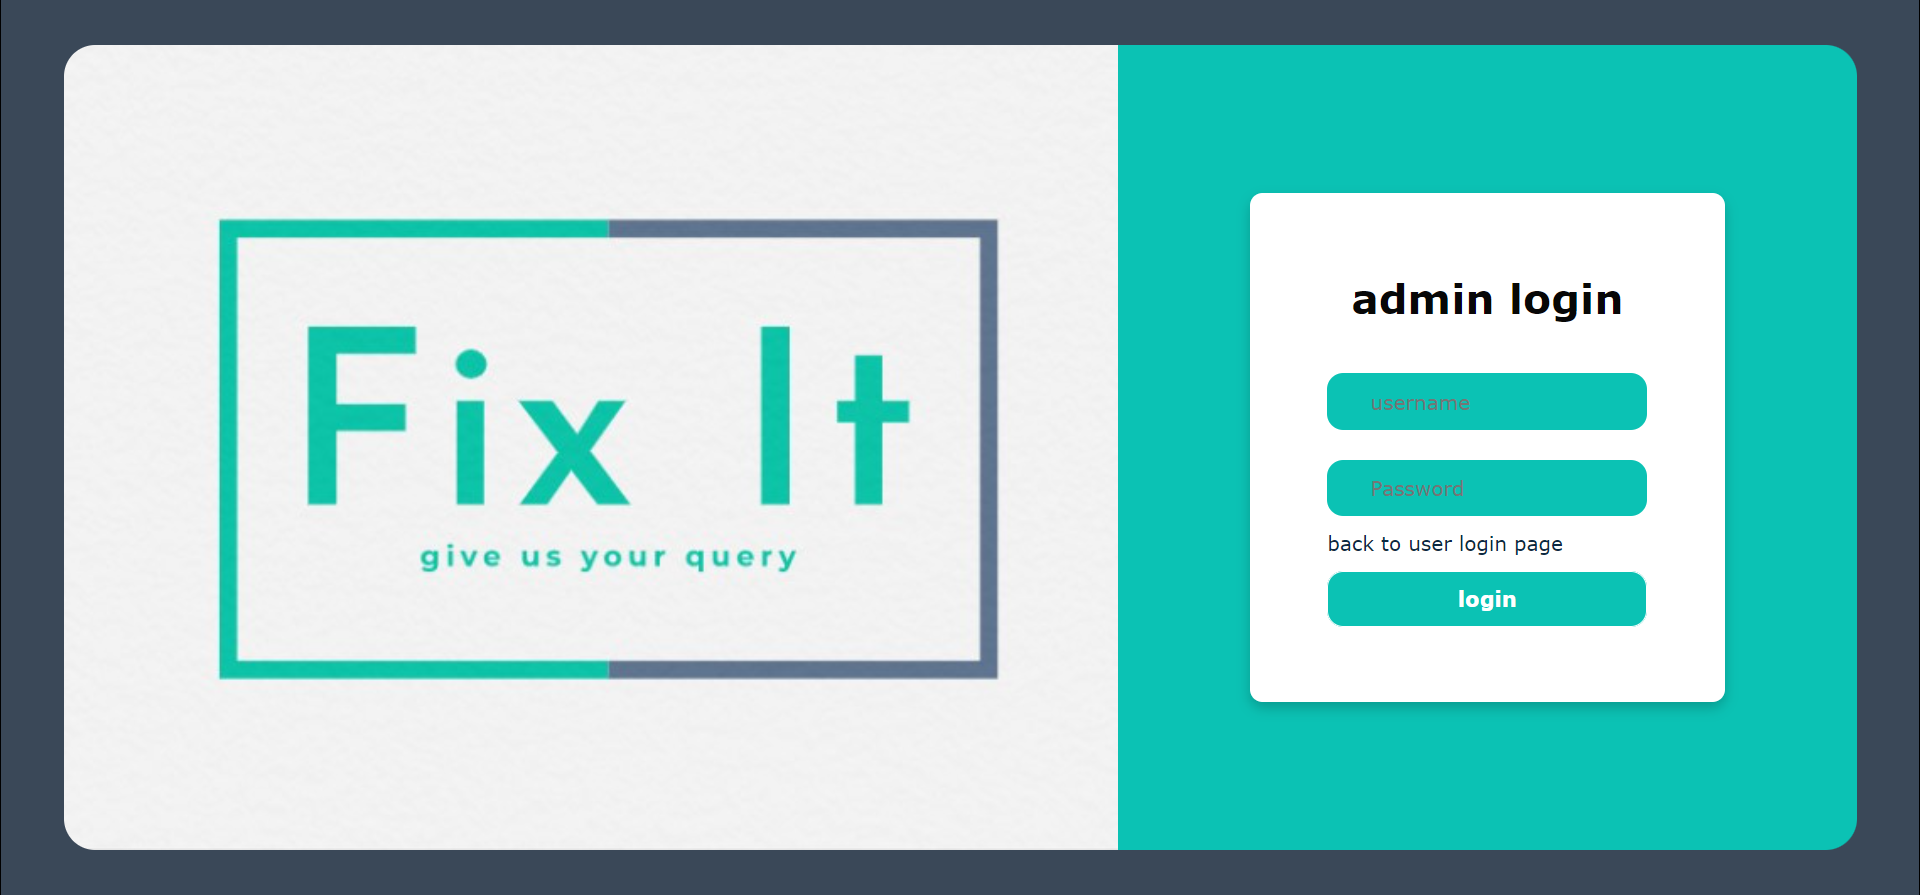 Fix It
give us your query
admin login
username
Password
back to user login page
login